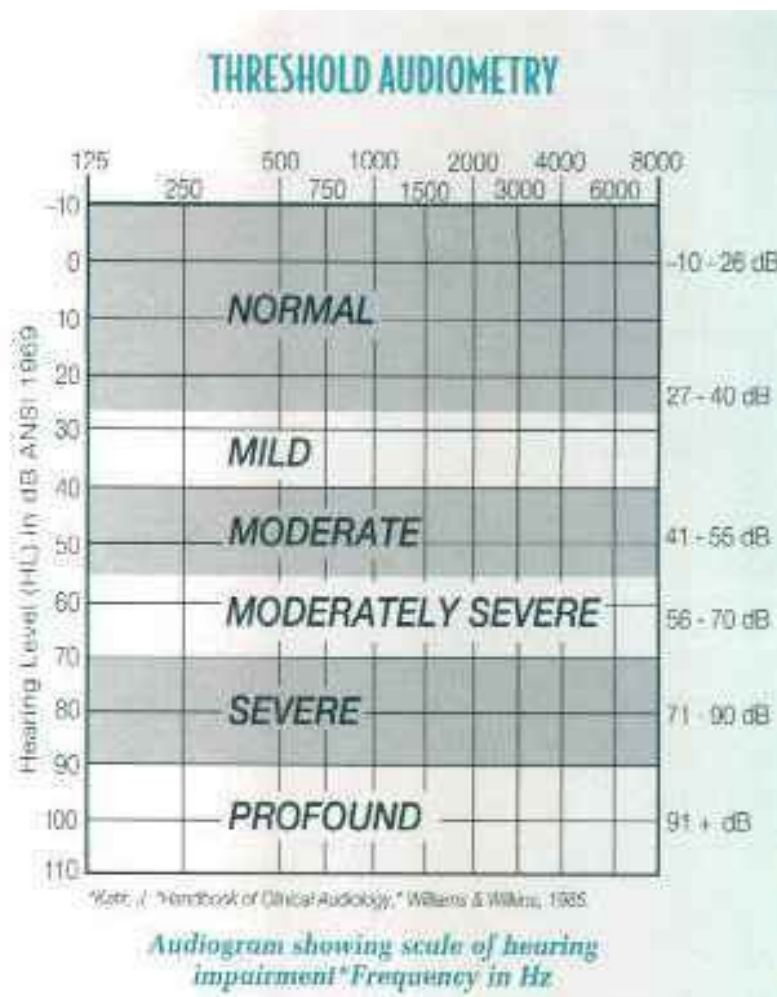 THRESHOLD AUDIOMETRY
125 500 1000 2000 4000 8000
250 750 1500 3000 6000
-10
0 -10 - 26 dB
NORMAL
10
20
27 - 40 dB
30
MILD
40
MODERATE
50 41 - 55 dB
60 MODERATELY SEVERE 56 - 70 dB
70
80 SEVERE 71 - 90 dB
90
100 PROFOUND 91 + dB
110
Hearing Level (HL) in dB ANSI 1969
*Katz, J. "Handbook of Clinical Audiology," Williams & Wilkins, 1985.
Audiogram showing scale of hearing
impairment*Frequency in Hz